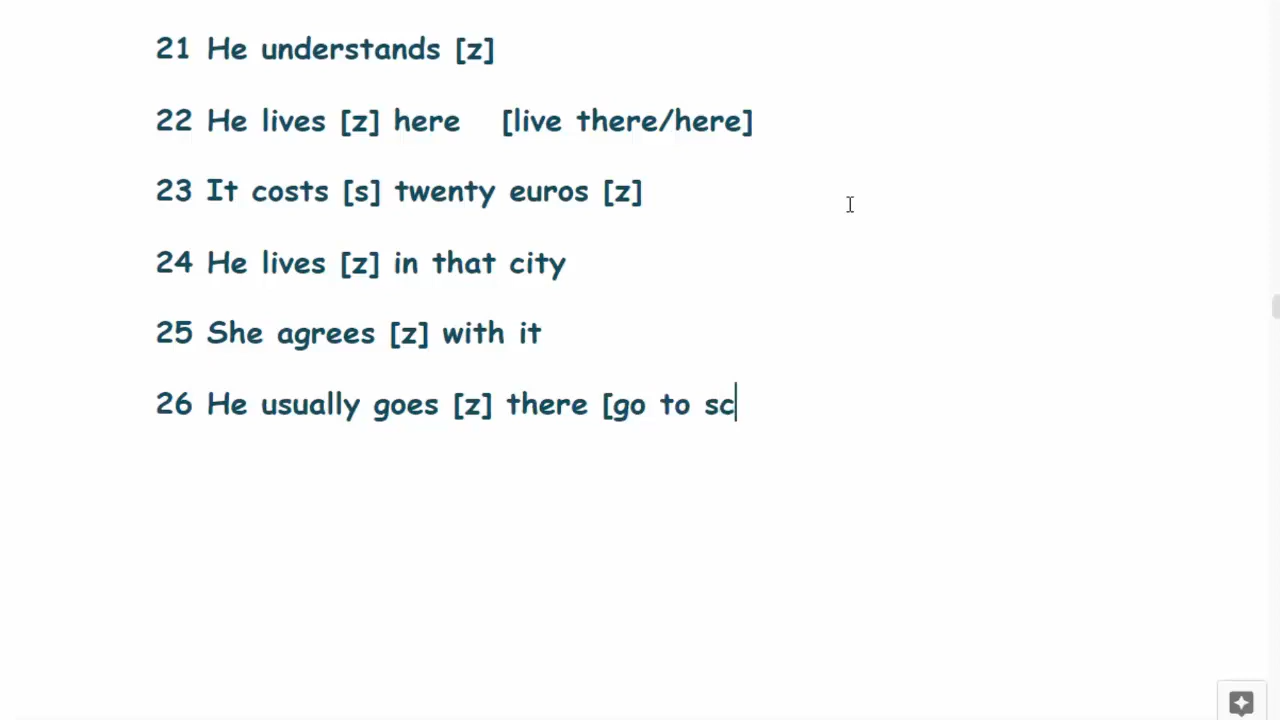 21 He understands [z]
22 He lives [z] here [live there/here]
23 It costs [s] twenty euros [z]
24 He lives [z] in that city
25 She agrees [z] with it
26 He usually goes [z] there [go to sc